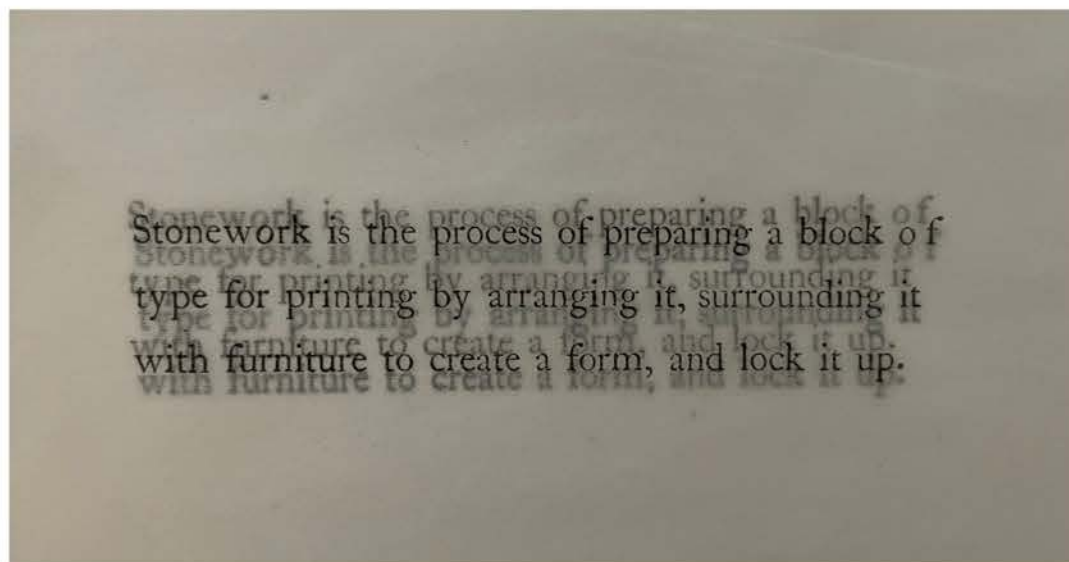 Stonework is the process of preparing a block of
type for printing by arranging it, surrounding it
with furniture to create a form, and lock it up.